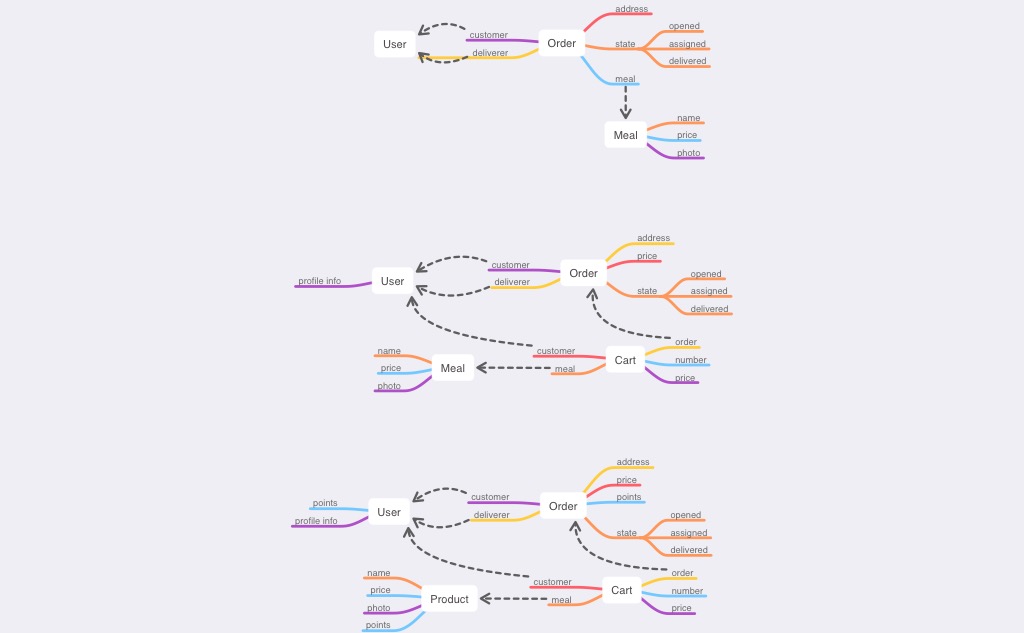 address
User
customer
Order
opened
state
assigned
deliverer
delivered
meal
Meal
name
price
photo
address
price
profile info
User
customer
Order
opened
deliverer
state
assigned
delivered
name
price
photo
Meal
customer
meal
Cart
order
number
price
address
price
points
points
profile info
User
customer
Order
opened
deliverer
state
assigned
delivered
name
price
photo
points
Product
customer
meal
Cart
order
number
price